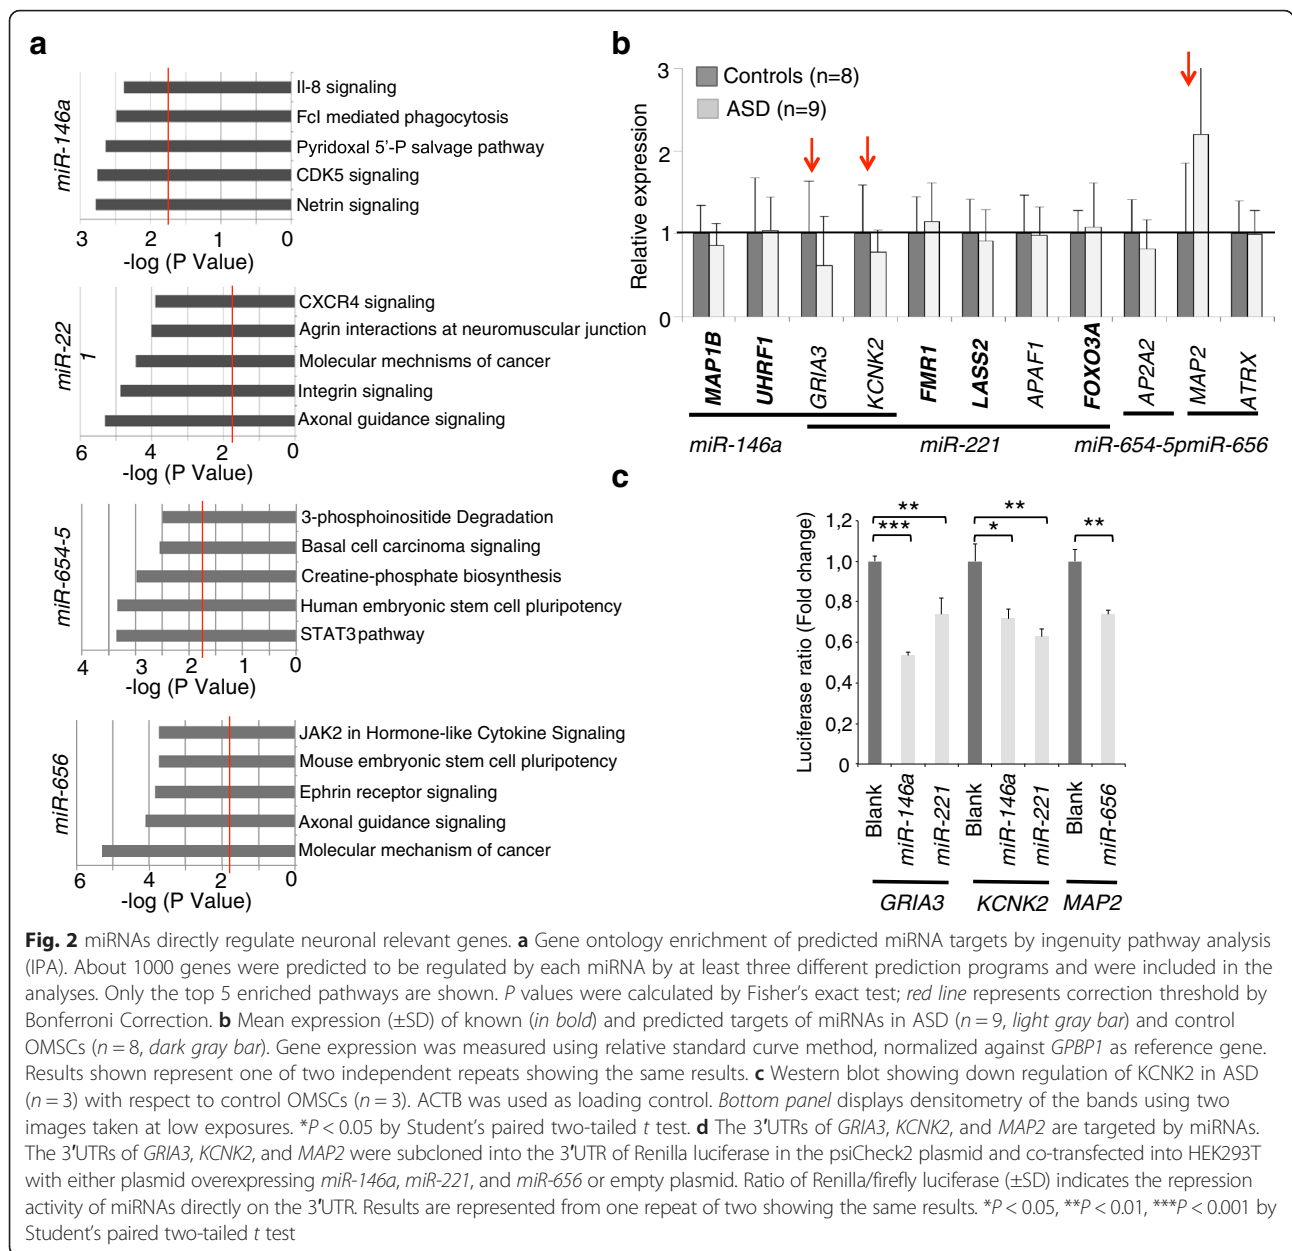 a
miR-146a
Il-8 signaling
FcI mediated phagocytosis
Pyridoxal 5'-P salvage pathway
CDK5 signaling
Netrin signaling
3 2 1 0
-log (P Value)
miR-22
1
CXCR4 signaling
Agrin interactions at neuromuscular junction
Molecular mechnisms of cancer
Integrin signaling
Axonal guidance signaling
6 4 2 0
-log (P Value)
miR-654-5
3-phosphoinositide Degradation
Basal cell carcinoma signaling
Creatine-phosphate biosynthesis
Human embryonic stem cell pluripotency
STAT3 pathway
4 3 2 1 0
-log (P Value)
miR-656
JAK2 in Hormone-like Cytokine Signaling
Mouse embryonic stem cell pluripotency
Ephrin receptor signaling
Axonal guidance signaling
Molecular mechanism of cancer
6 4 2 0
-log (P Value)
b
Relative expression
3
2
1
0
Controls (n=8)
ASD (n=9)
MAP1B
UHRF1
GRIA3
KCNK2
FMR1
LASS2
APAF1
FOXO3A
AP2A2
MAP2
ATRX
miR-146a miR-221 miR-654-5pmiR-656
c
Luciferase ratio (Fold change)
1,2
1,0
0,8
0,6
0,4
0,2
0
** ** **
*** *
Blank
miR-146a
miR-221
Blank
miR-146a
miR-221
Blank
miR-656
GRIA3 KCNK2 MAP2
Fig. 2 miRNAs directly regulate neuronal relevant genes. a Gene ontology enrichment of predicted miRNA targets by ingenuity pathway analysis
(IPA). About 1000 genes were predicted to be regulated by each miRNA by at least three different prediction programs and were included in the
analyses. Only the top 5 enriched pathways are shown. P values were calculated by Fisher's exact test; red line represents correction threshold by
Bonferroni Correction. b Mean expression (±SD) of known (in bold) and predicted targets of miRNAs in ASD (n = 9, light gray bar) and control
OMSCs (n = 8, dark gray bar). Gene expression was measured using relative standard curve method, normalized against GPBP1 as reference gene.
Results shown represent one of two independent repeats showing the same results. c Western blot showing down regulation of KCNK2 in ASD
(n = 3) with respect to control OMSCs (n = 3). ACTB was used as loading control. Bottom panel displays densitometry of the bands using two
images taken at low exposures. *P < 0.05 by Student's paired two-tailed t test. d The 3′UTRs of GRIA3, KCNK2, and MAP2 are targeted by miRNAs.
The 3′UTRs of GRIA3, KCNK2, and MAP2 were subcloned into the 3′UTR of Renilla luciferase in the psiCheck2 plasmid and co-transfected into HEK293T
with either plasmid overexpressing miR-146a, miR-221, and miR-656 or empty plasmid. Ratio of Renilla/firefly luciferase (±SD) indicates the repression
activity of miRNAs directly on the 3′UTR. Results are represented from one repeat of two showing the same results. *P < 0.05, **P < 0.01, ***P < 0.001 by
Student's paired two-tailed t test